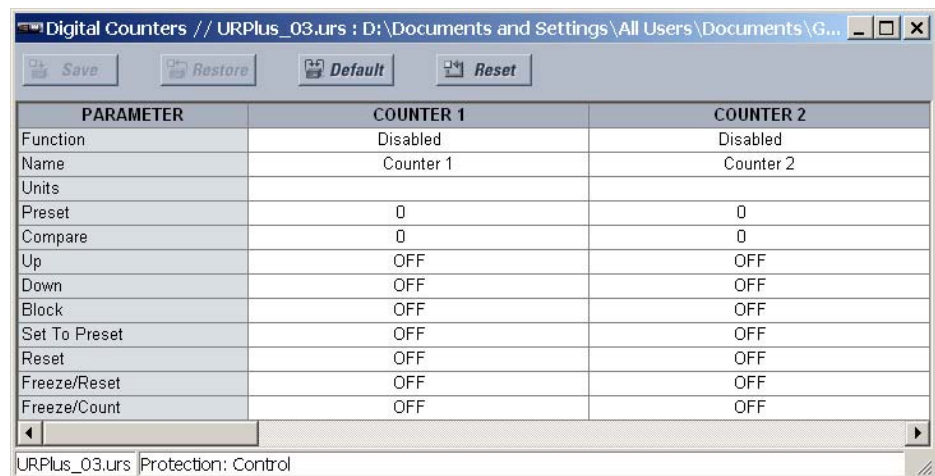 Digital Counters // URPlus_03.urs : D:\Documents and Settings\All Users\Documents\G...
Save Restore Default Reset
PARAMETER COUNTER 1 COUNTER 2
Function Disabled Disabled
Name Counter 1 Counter 2
Units
Preset 0 0
Compare 0 0
Up OFF OFF
Down OFF OFF
Block OFF OFF
Set To Preset OFF OFF
Reset OFF OFF
Freeze/Reset OFF OFF
Freeze/Count OFF OFF
URPlus_03.urs Protection: Control